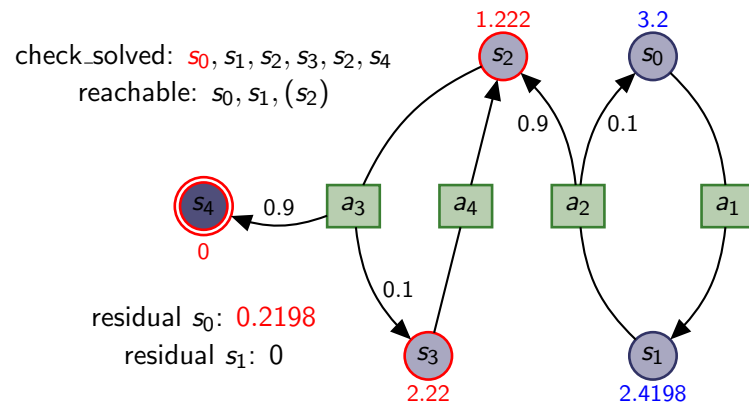 1.222
3.2
check_solved: s₀, s₁, s₂, s₃, s₂, s₄
s₂
s₀
reachable: s₀, s₁, (s₂)
0.9
0.1
s₄
0.9
a₃
a₄
a₂
a₁
0
0.1
residual s₀: 0.2198
residual s₁: 0
s₃
s₁
2.22
2.4198